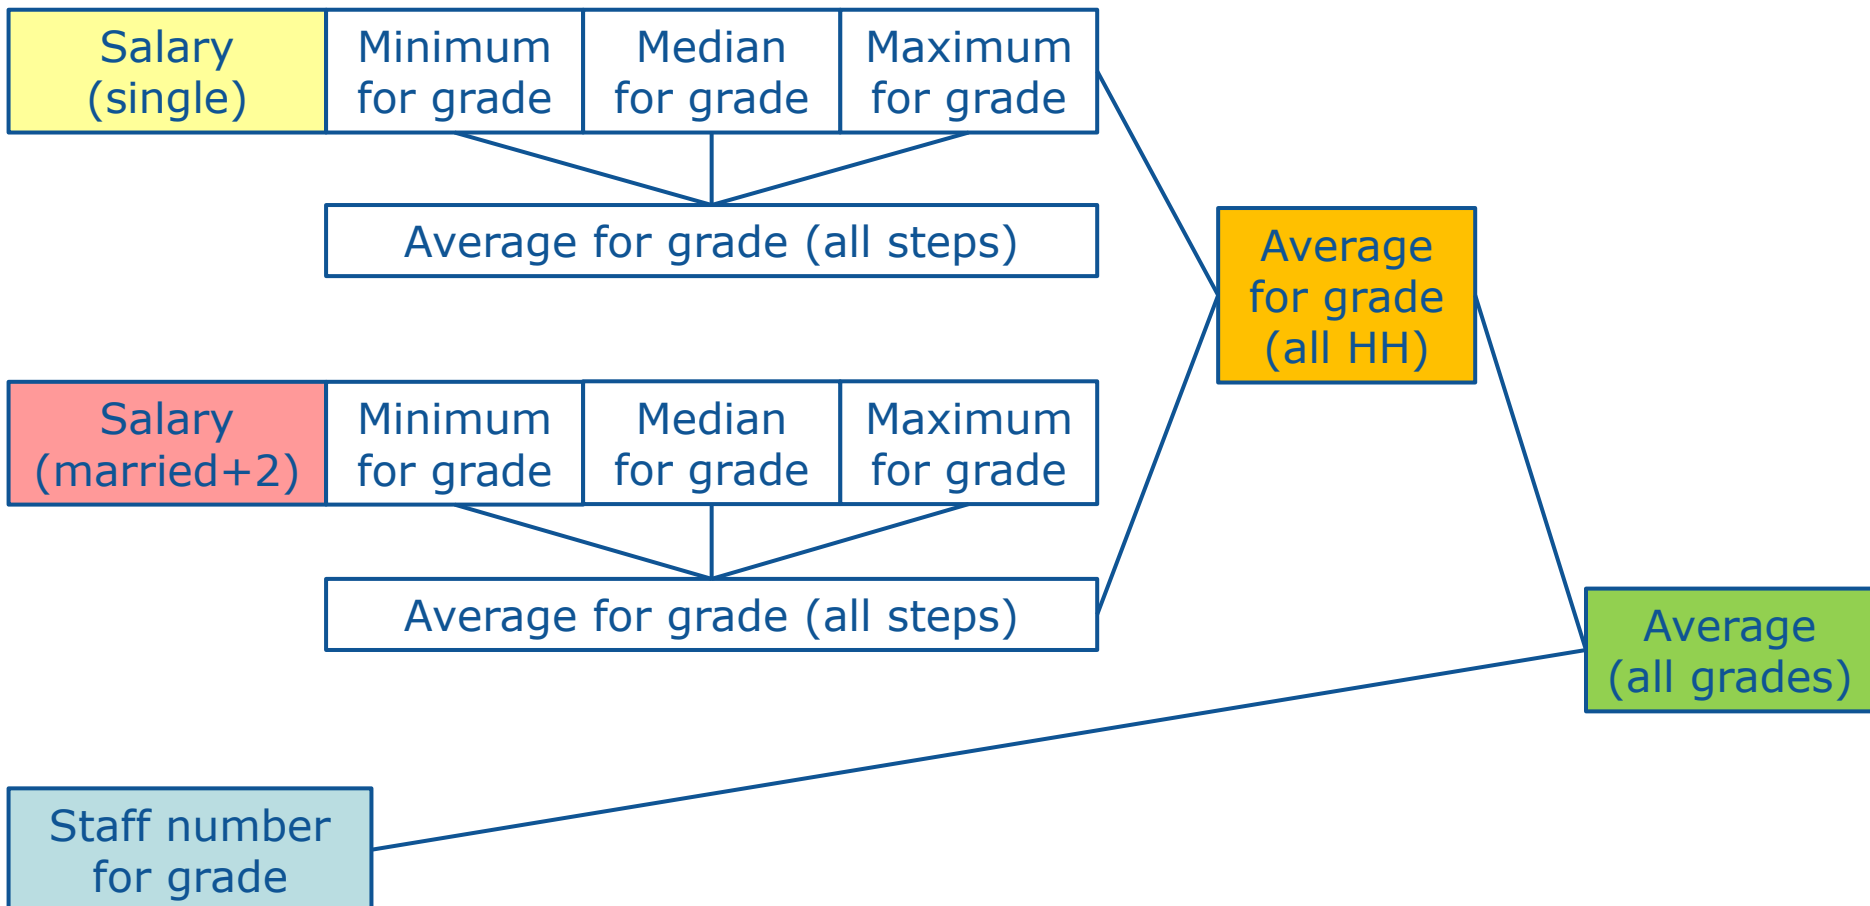 Salary
(single)
Minimum
for grade
Median
for grade
Maximum
for grade
Average for grade (all steps)
Average
for grade
(all HH)
Salary
(married+2)
Minimum
for grade
Median
for grade
Maximum
for grade
Average for grade (all steps)
Average
(all grades)
Staff number
for grade